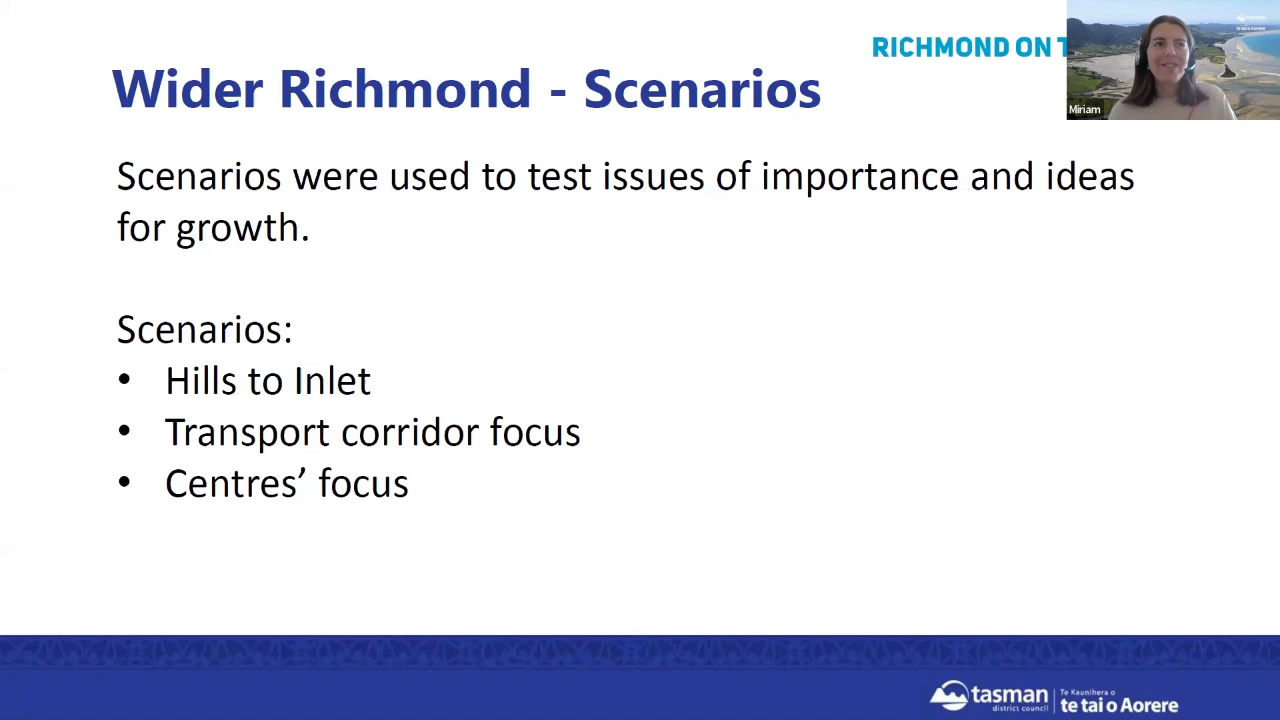 RICHMOND ON T
Wider Richmond - Scenarios
Miriam
Scenarios were used to test issues of importance and ideas
for growth.
Scenarios:
• Hills to Inlet
• Transport corridor focus
• Centres’ focus
tasman
district council
Te Kaunihera o
te tai o Aorere